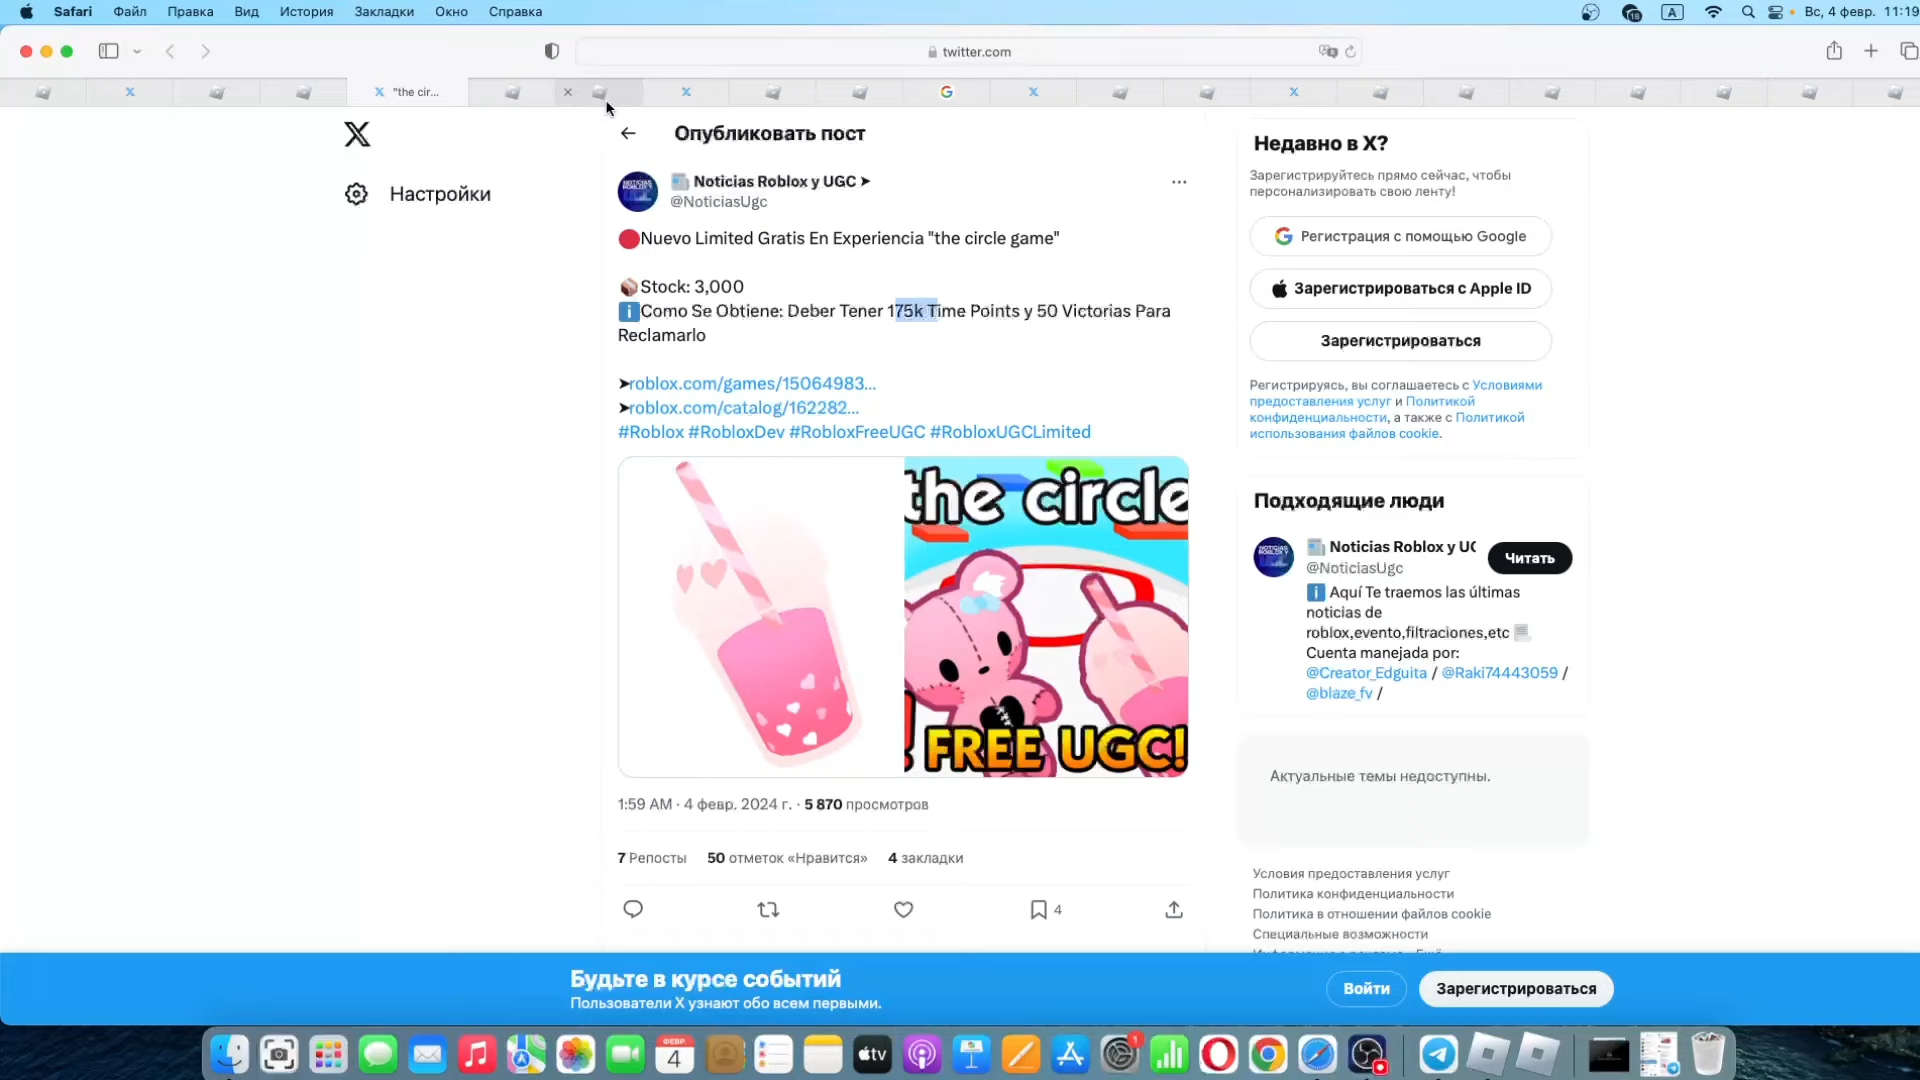 Safari Файл Правка Вид История Закладки Окно Справка
18 A Вс, 4 февр. 11:19
twitter.com
"the cir...
Опубликовать пост
Noticias Roblox y UGC ➤
@NoticiasUgc
Настройки
🔴Nuevo Limited Gratis En Experiencia "the circle game"
📦Stock: 3,000
ℹ️Como Se Obtiene: Deber Tener 175k Time Points y 50 Victorias Para
Reclamarlo
➤roblox.com/games/15064983...
➤roblox.com/catalog/162282...
#Roblox #RobloxDev #RobloxFreeUGC #RobloxUGCLimited
the circle
FREE UGC!
1:59 AM · 4 февр. 2024 г. · 5 870 просмотров
7 Репосты 50 отметок «Нравится» 4 закладки
4
Недавно в X?
Зарегистрируйтесь прямо сейчас, чтобы
персонализировать свою ленту!
Регистрация с помощью Google
Зарегистрироваться с Apple ID
Зарегистрироваться
Регистрируясь, вы соглашаетесь с Условиями
предоставления услуг и Политикой
конфиденциальности, а также с Политикой
использования файлов cookie.
Подходящие люди
Noticias Roblox y UG
@NoticiasUgc
Читать
ℹ️ Aquí Te traemos las últimas
noticias de
roblox,evento,filtraciones,etc
Cuenta manejada por:
@Creator_Edguita / @Raki74443059 /
@blaze_fv /
Актуальные темы недоступны.
Условия предоставления услуг
Политика конфиденциальности
Политика в отношении файлов cookie
Специальные возможности
Будьте в курсе событий
Пользователи X узнают обо всем первыми.
Войти
Зарегистрироваться
ФЕВР.
4
tv
1